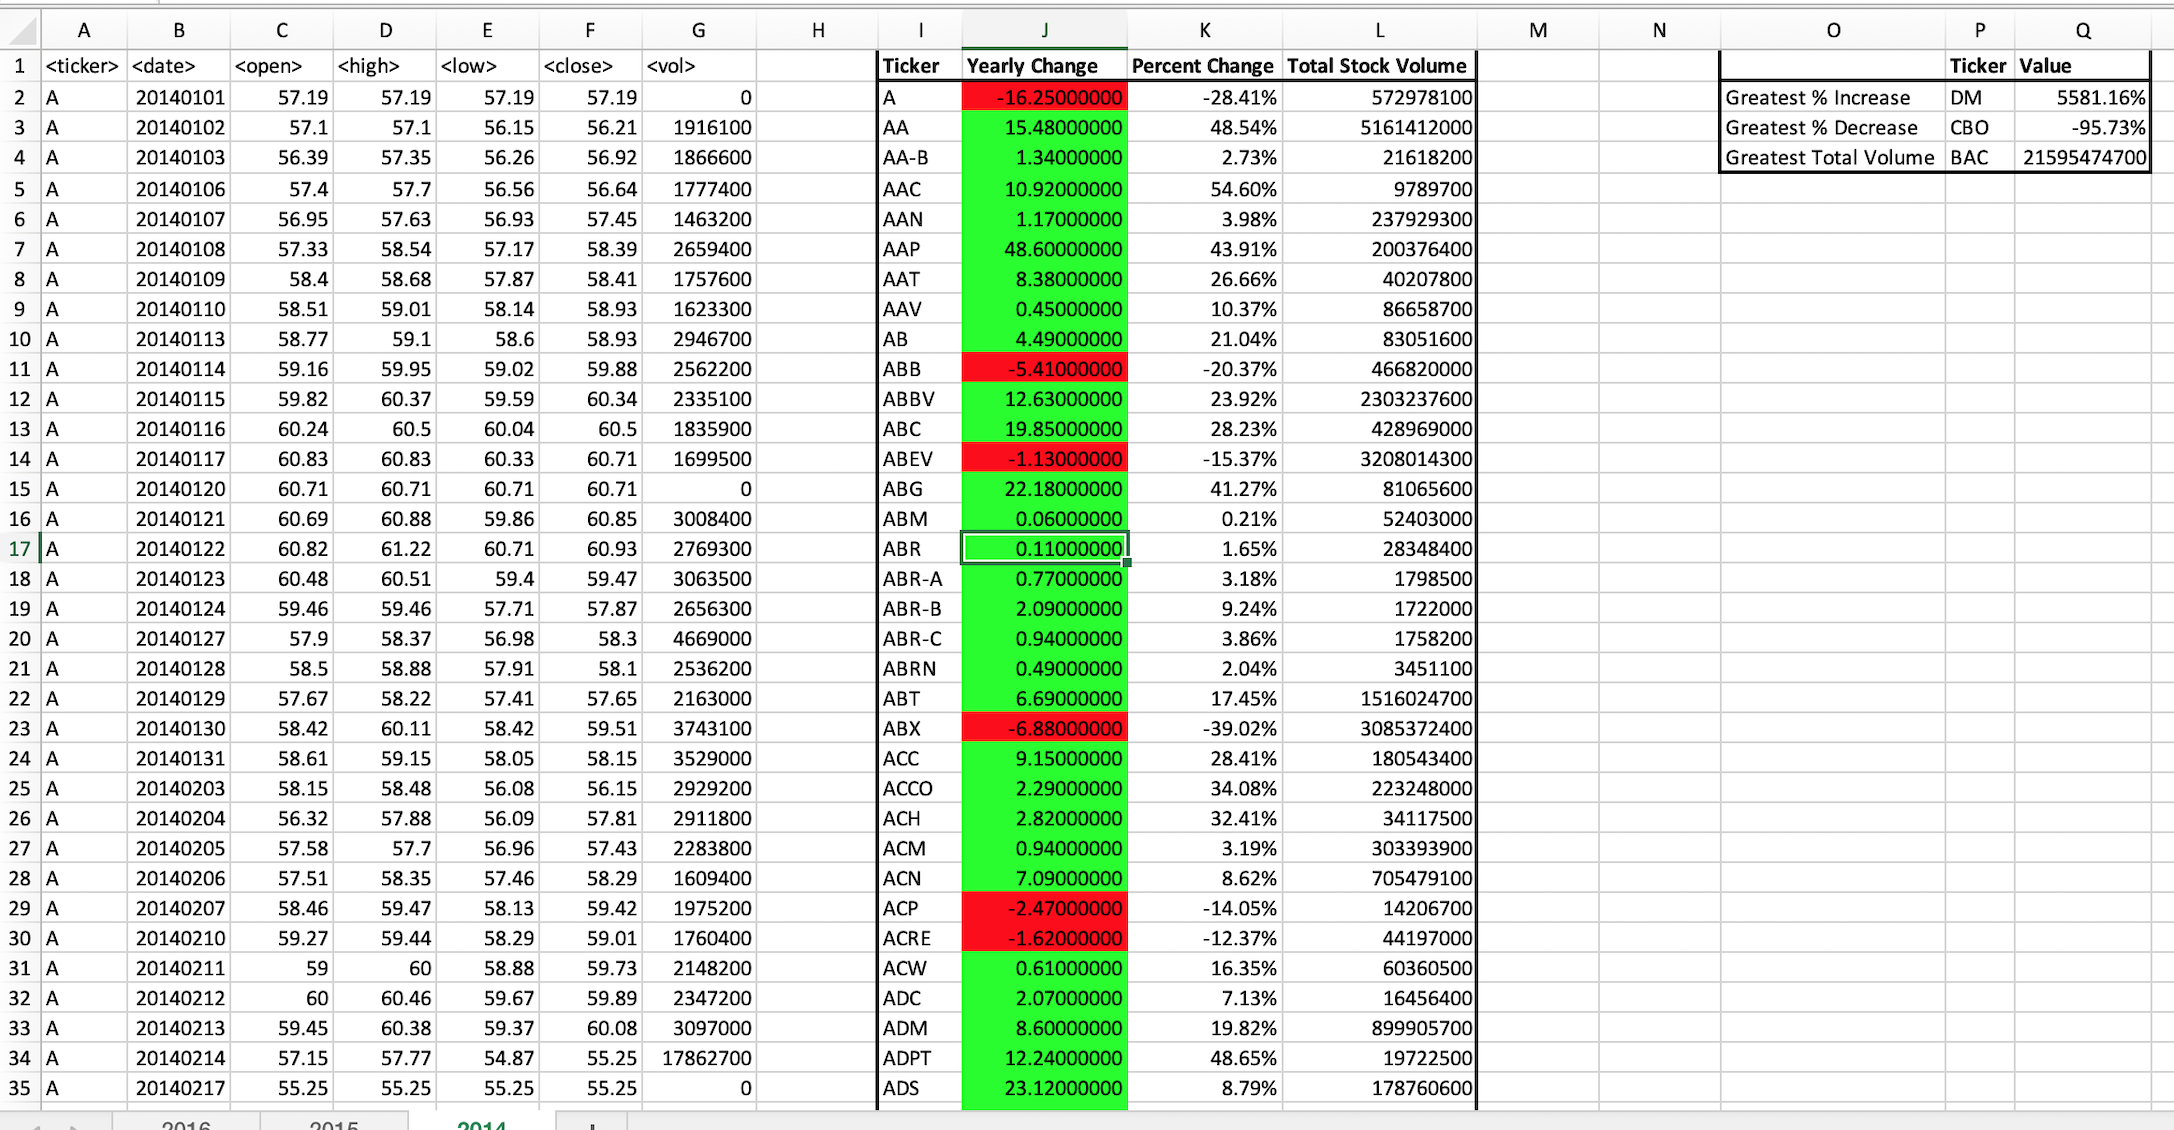 A B C D E F G H I J K L M N O P Q
1 <ticker> <date> <open> <high> <low> <close> <vol> Ticker Yearly Change Percent Change Total Stock Volume Ticker Value
2 A 20140101 57.19 57.19 57.19 57.19 0 A -16.25000000 -28.41% 572978100 Greatest % Increase DM 5581.16%
3 A 20140102 57.1 57.1 56.15 56.21 1916100 AA 15.48000000 48.54% 5161412000 Greatest % Decrease CBO -95.73%
4 A 20140103 56.39 57.35 56.26 56.92 1866600 AA-B 1.34000000 2.73% 21618200 Greatest Total Volume BAC 21595474700
5 A 20140106 57.4 57.7 56.56 56.64 1777400 AAC 10.92000000 54.60% 9789700
6 A 20140107 56.95 57.63 56.93 57.45 1463200 AAN 1.17000000 3.98% 237929300
7 A 20140108 57.33 58.54 57.17 58.39 2659400 AAP 48.60000000 43.91% 200376400
8 A 20140109 58.4 58.68 57.87 58.41 1757600 AAT 8.38000000 26.66% 40207800
9 A 20140110 58.51 59.01 58.14 58.93 1623300 AAV 0.45000000 10.37% 86658700
10 A 20140113 58.77 59.1 58.6 58.93 2946700 AB 4.49000000 21.04% 83051600
11 A 20140114 59.16 59.95 59.02 59.88 2562200 ABB -5.41000000 -20.37% 466820000
12 A 20140115 59.82 60.37 59.59 60.34 2335100 ABBV 12.63000000 23.92% 2303237600
13 A 20140116 60.24 60.5 60.04 60.5 1835900 ABC 19.85000000 28.23% 428969000
14 A 20140117 60.83 60.83 60.33 60.71 1699500 ABEV -1.13000000 -15.37% 3208014300
15 A 20140120 60.71 60.71 60.71 60.71 0 ABG 22.18000000 41.27% 81065600
16 A 20140121 60.69 60.88 59.86 60.85 3008400 ABM 0.06000000 0.21% 52403000
17 A 20140122 60.82 61.22 60.71 60.93 2769300 ABR 0.11000000 1.65% 28348400
18 A 20140123 60.48 60.51 59.4 59.47 3063500 ABR-A 0.77000000 3.18% 1798500
19 A 20140124 59.46 59.46 57.71 57.87 2656300 ABR-B 2.09000000 9.24% 1722000
20 A 20140127 57.9 58.37 56.98 58.3 4669000 ABR-C 0.94000000 3.86% 1758200
21 A 20140128 58.5 58.88 57.91 58.1 2536200 ABRN 0.49000000 2.04% 3451100
22 A 20140129 57.67 58.22 57.41 57.65 2163000 ABT 6.69000000 17.45% 1516024700
23 A 20140130 58.42 60.11 58.42 59.51 3743100 ABX -6.88000000 -39.02% 3085372400
24 A 20140131 58.61 59.15 58.05 58.15 3529000 ACC 9.15000000 28.41% 180543400
25 A 20140203 58.15 58.48 56.08 56.15 2929200 ACCO 2.29000000 34.08% 223248000
26 A 20140204 56.32 57.88 56.09 57.81 2911800 ACH 2.82000000 32.41% 34117500
27 A 20140205 57.58 57.7 56.96 57.43 2283800 ACM 0.94000000 3.19% 303393900
28 A 20140206 57.51 58.35 57.46 58.29 1609400 ACN 7.09000000 8.62% 705479100
29 A 20140207 58.46 59.47 58.13 59.42 1975200 ACP -2.47000000 -14.05% 14206700
30 A 20140210 59.27 59.44 58.29 59.01 1760400 ACRE -1.62000000 -12.37% 44197000
31 A 20140211 59 60 58.88 59.73 2148200 ACW 0.61000000 16.35% 60360500
32 A 20140212 60 60.46 59.67 59.89 2347200 ADC 2.07000000 7.13% 16456400
33 A 20140213 59.45 60.38 59.37 60.08 3097000 ADM 8.60000000 19.82% 899905700
34 A 20140214 57.15 57.77 54.87 55.25 17862700 ADPT 12.24000000 48.65% 19722500
35 A 20140217 55.25 55.25 55.25 55.25 0 ADS 23.12000000 8.79% 178760600
2016 2015 2014 +